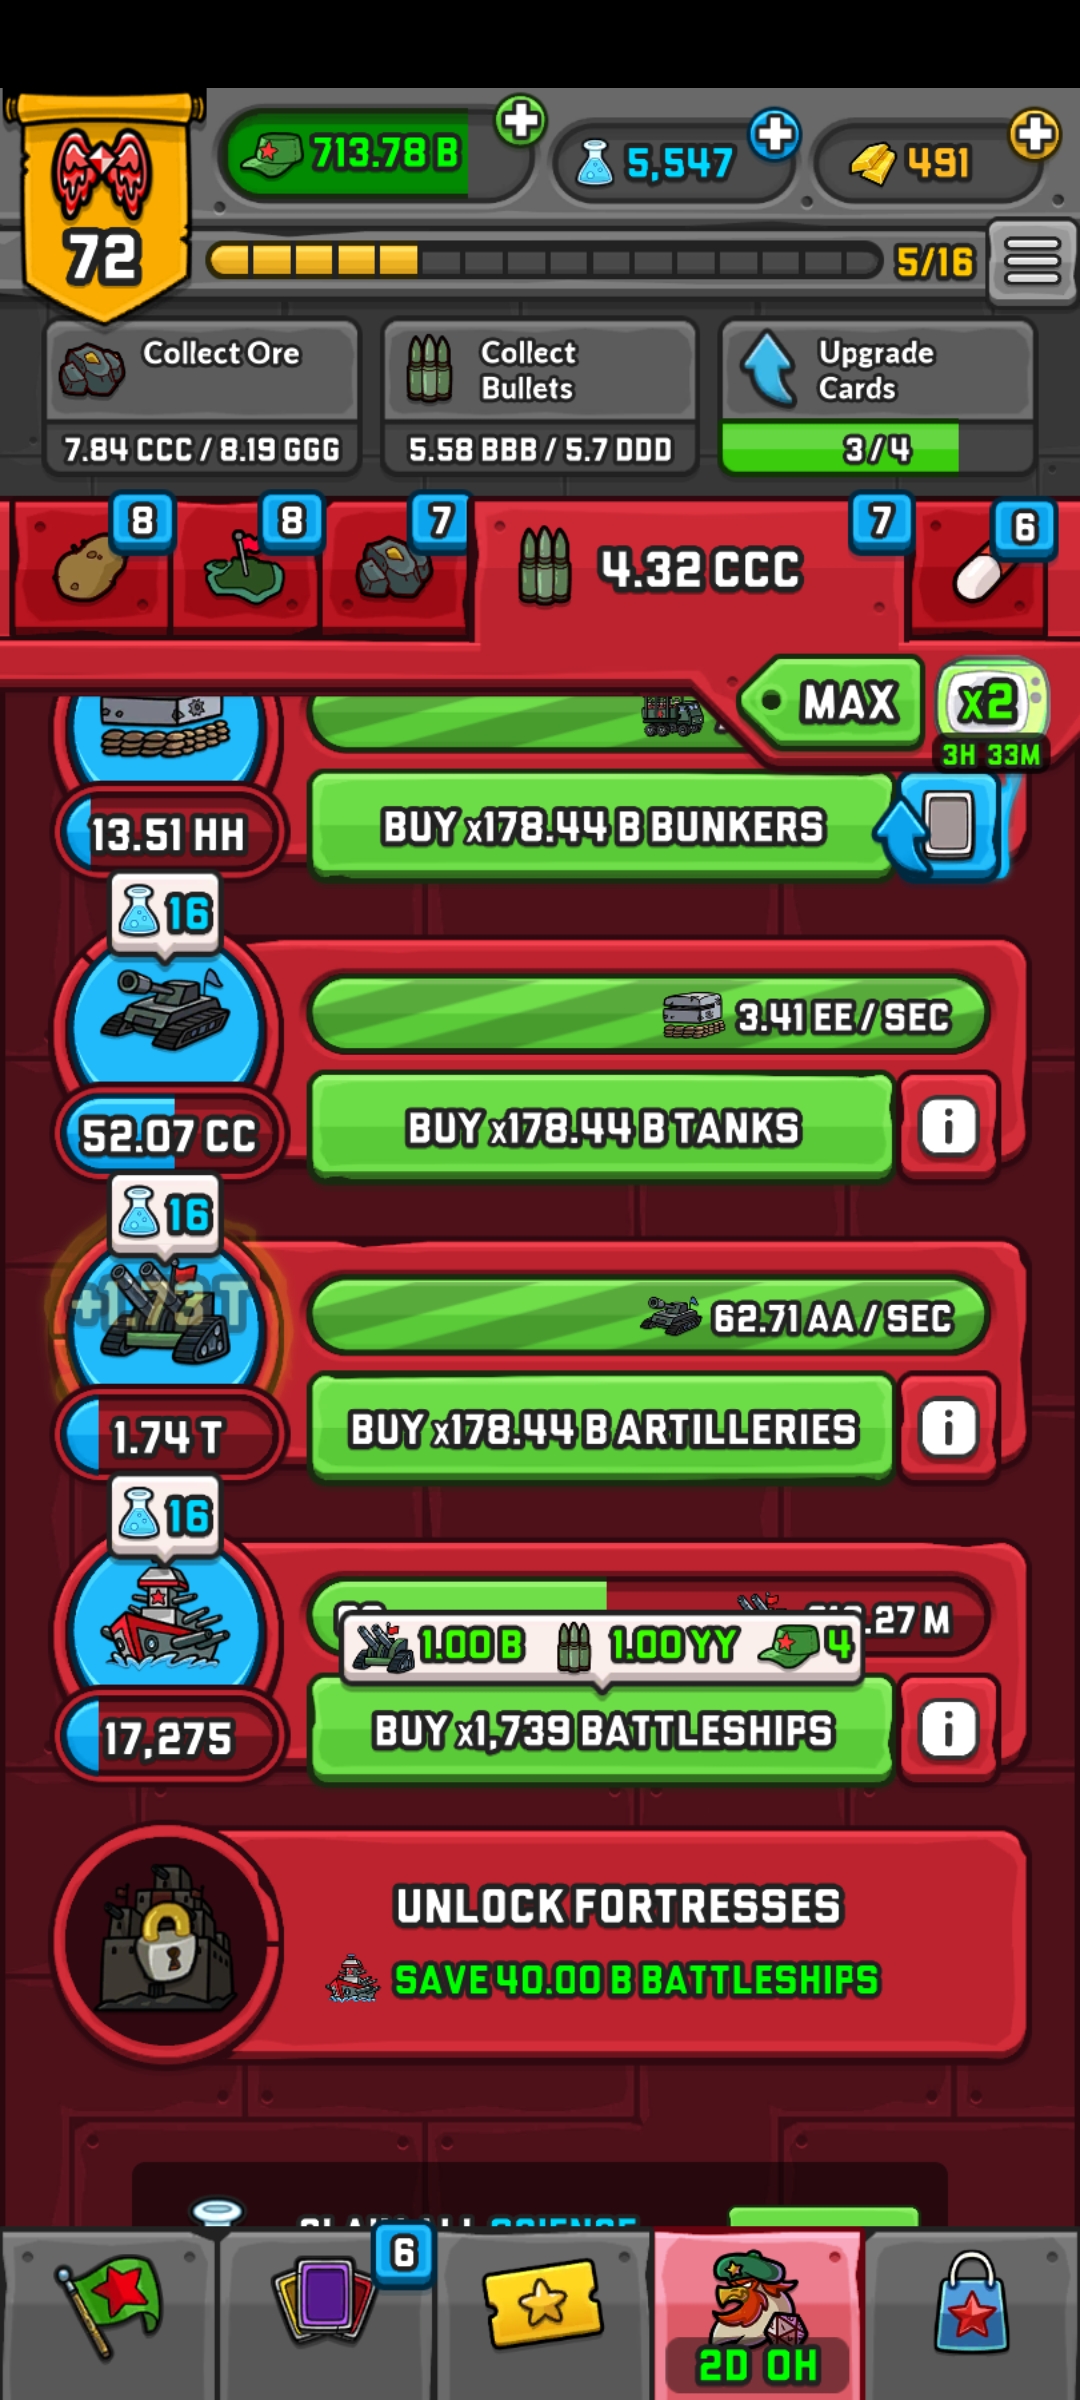 713.78 B
5,547
491
72
5/16
Collect Ore
7.84 CCC / 8.19 GGG
Collect
Bullets
5.58 BBB / 5.7 DDD
Upgrade
Cards
3/4
8
8
7
4.32 CCC
7
6
MAX
x2
3H 33M
13.51 HH
BUY x178.44 B BUNKERS
16
3.41 EE / SEC
52.07 CC
BUY x178.44 B TANKS
i
16
+1.73 T
62.71 AA / SEC
1.74 T
BUY x178.44 B ARTILLERIES
i
16
.27 M
1.00 B
1.00 YY
4
17,275
BUY x1,739 BATTLESHIPS
i
UNLOCK FORTRESSES
SAVE 40.00 B BATTLESHIPS
6
2D 0H